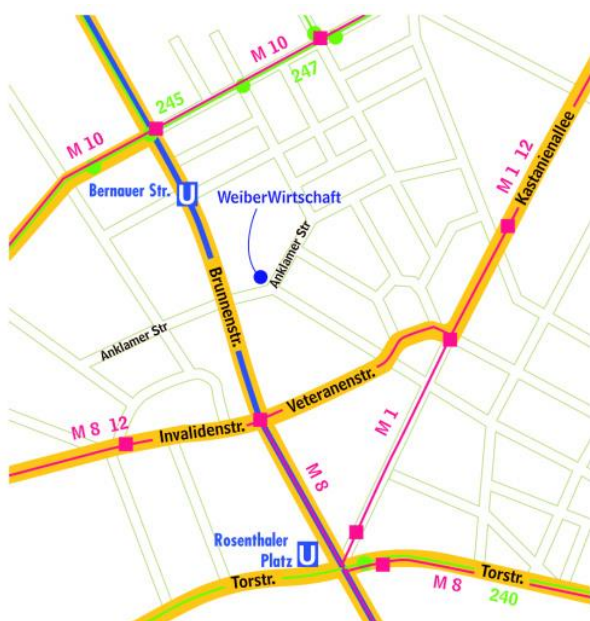 M 10
247
245
M 10
M 1 12
Kastanienallee
Bernauer Str. U
WeiberWirtschaft
Anklamer Str
Brunnenstr.
Anklamer Str
Veteranenstr.
M 8 12
Invalidenstr.
M 1
M 8
Rosenthaler
Platz U
Torstr.
M 8
Torstr.
240